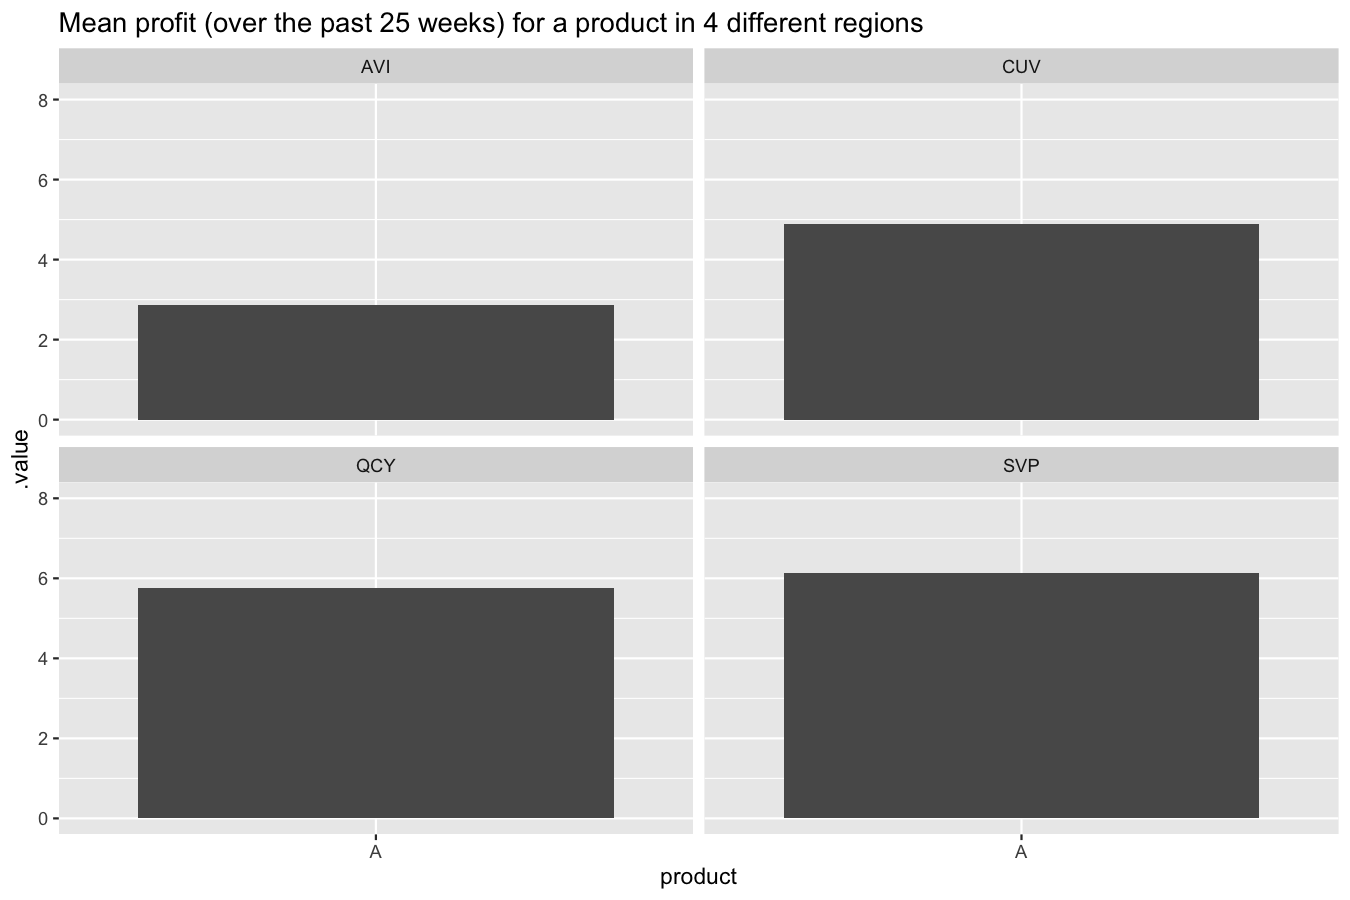 Mean profit (over the past 25 weeks) for a product in 4 different regions
AVI
CUV
8
6
4
2
0
.value
QCY
SVP
8
6
4
2
0
A
A
product